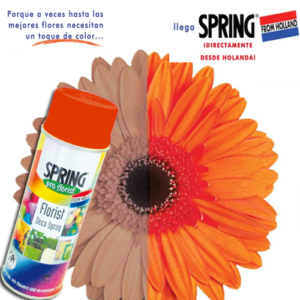 Porque a veces hasta las
mejores flores necesitan
un toque de color...
llega SPRING® FROM HOLLAND
¡DIRECTAMENTE
DESDE HOLANDA!
SPRING®
pro florist
Florist
Deco Spray